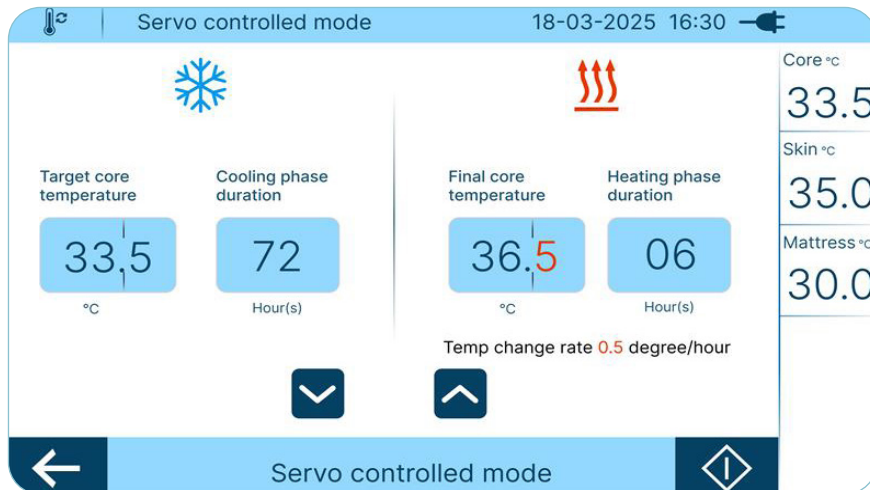 Servo controlled mode 18-03-2025 16:30
Core °C
33.5
Skin °C
35.0
Mattress °C
30.0
Target core temperature
33.5
°C
Cooling phase duration
72
Hour(s)
Final core temperature
36.5
°C
Heating phase duration
06
Hour(s)
Temp change rate 0.5 degree/hour
Servo controlled mode